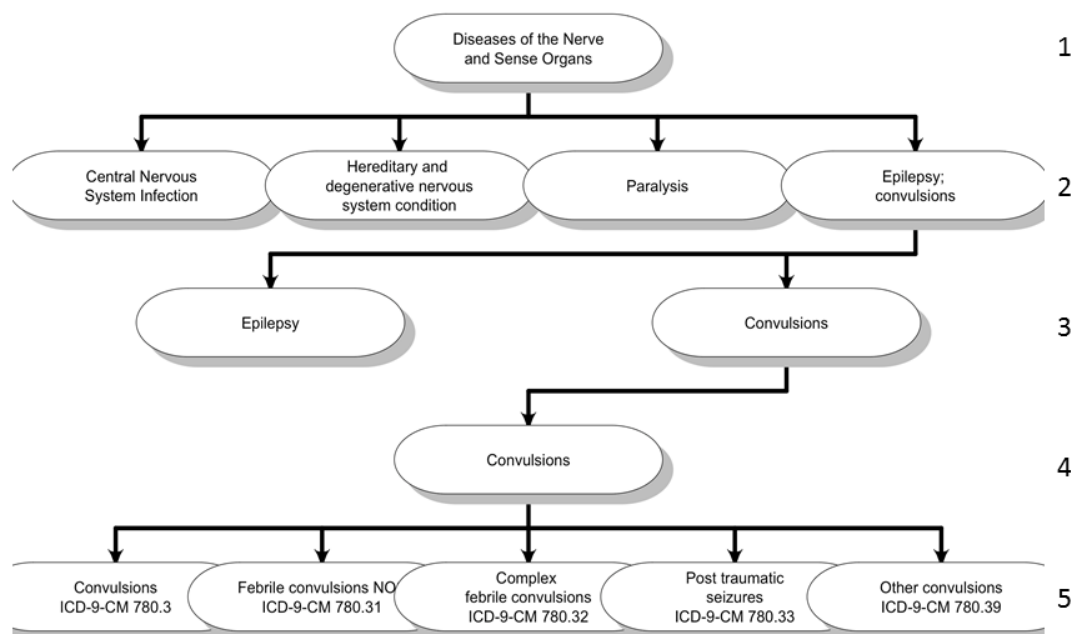 Diseases of the Nerve
and Sense Organs
1
Central Nervous
System Infection
Hereditary and
degenerative nervous
system condition
Paralysis
Epilepsy;
convulsions
2
Epilepsy
Convulsions
3
Convulsions
4
Convulsions
ICD-9-CM 780.3
Febrile convulsions NO
ICD-9-CM 780.31
Complex
febrile convulsions
ICD-9-CM 780.32
Post traumatic
seizures
ICD-9-CM 780.33
Other convulsions
ICD-9-CM 780.39
5